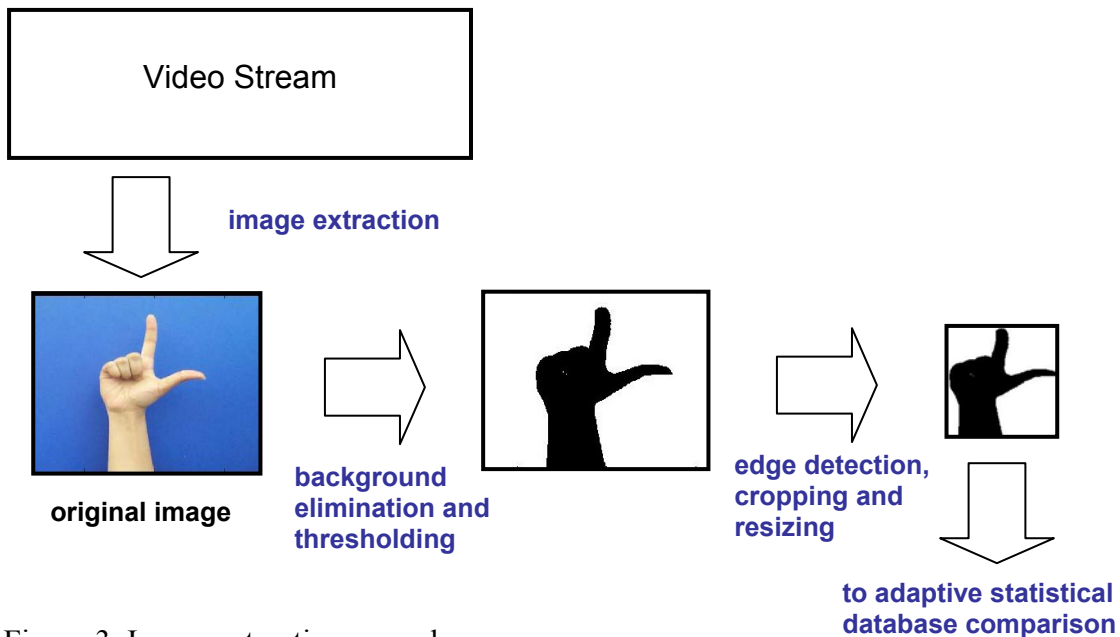 Video Stream
image extraction
original image
background
elimination and
thresholding
edge detection,
cropping and
resizing
to adaptive statistical
database comparison